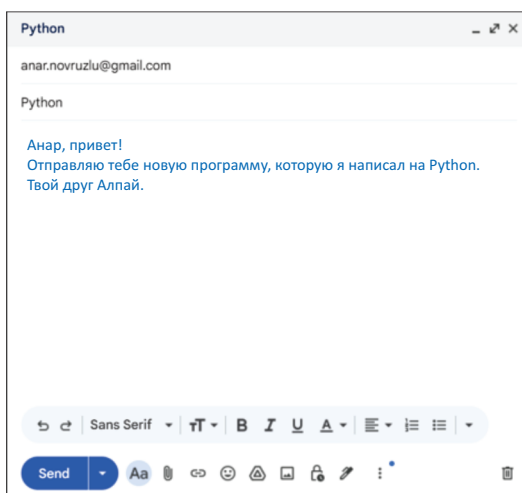 Python
anar.novruzlu@gmail.com
Python
Анар, привет!
Отправляю тебе новую программу, которую я написал на Python.
Твой друг Алпай.
Sans Serif
B I U A
Send
Aa